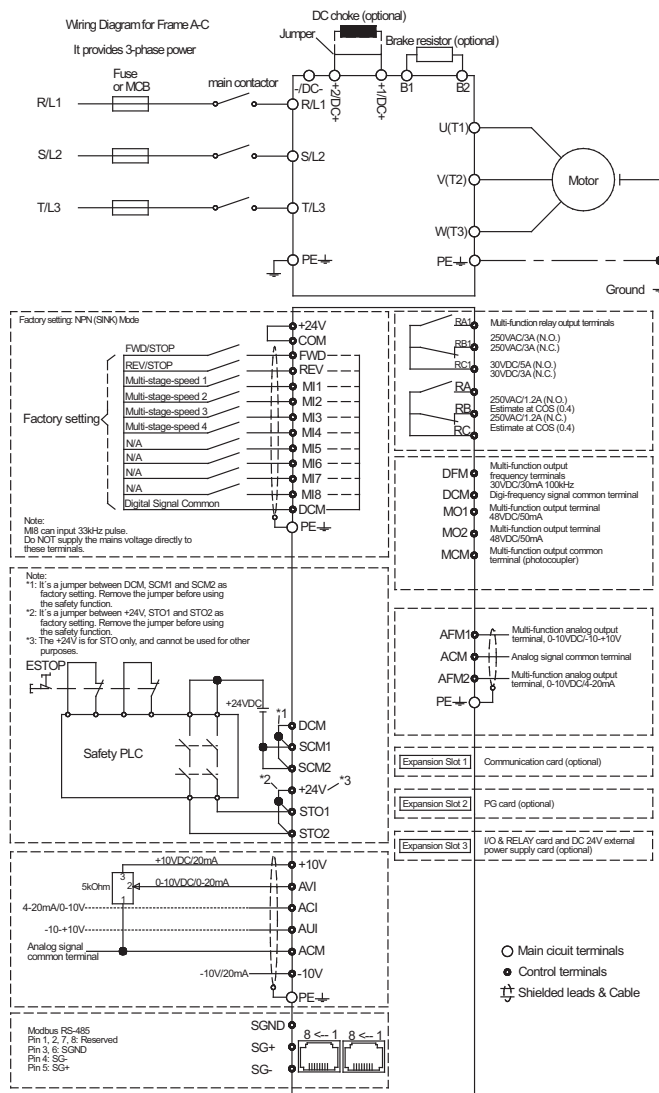 Wiring Diagram for Frame A-C
It provides 3-phase power
DC choke (optional)
Jumper
Brake resistor (optional)
Fuse
or MCB
main contactor
-/DC-
+2/DC+
+1/DC+
B1
B2
R/L1
R/L1
U(T1)
S/L2
S/L2
V(T2)
Motor
T/L3
T/L3
W(T3)
PE
PE
Ground
Factory setting: NPN (SINK) Mode
+24V
COM
FWD/STOP
FWD
REV/STOP
REV
Multi-stage-speed 1
MI1
Multi-stage-speed 2
MI2
Factory setting
Multi-stage-speed 3
MI3
Multi-stage-speed 4
MI4
N/A
MI5
N/A
MI6
N/A
MI7
N/A
MI8
Digital Signal Common
DCM
Note:
MI8 can input 33kHz pulse.
Do NOT supply the mains voltage directly to
these terminals.
PE
RA1
Multi-function relay output terminals
RB1
250VAC/3A (N.O.)
250VAC/3A (N.C.)
RC1
30VDC/5A (N.O.)
30VDC/3A (N.C.)
RA
250VAC/1.2A (N.O.)
RB
Estimate at COS (0.4)
250VAC/1.2A (N.C.)
RC
Estimate at COS (0.4)
DFM
Multi-function output
frequency terminals
30VDC/30mA 100kHz
DCM
Digi-frequency signal common terminal
MO1
Multi-function output terminal
48VDC/50mA
MO2
Multi-function output terminal
48VDC/50mA
MCM
Multi-function output common
terminal (photocoupler)
Note:
*1: It´s a jumper between DCM, SCM1 and SCM2 as
factory setting. Remove the jumper before using
the safety function.
*2: It´s a jumper between +24V, STO1 and STO2 as
factory setting. Remove the jumper before using
the safety function.
*3: The +24V is for STO only, and cannot be used for other
purposes.
ESTOP
+24VDC
*1
DCM
Safety PLC
SCM1
SCM2
*2
+24V
*3
STO1
STO2
AFM1
Multi-function analog output
terminal, 0-10VDC/-10-+10V
ACM
Analog signal common terminal
AFM2
Multi-function analog output
terminal, 0-10VDC/4-20mA
PE
Expansion Slot 1
Communication card (optional)
Expansion Slot 2
PG card (optional)
Expansion Slot 3
I/O & RELAY card and DC 24V external
power supply card (optional)
+10VDC/20mA
+10V
3
5kOhm
2
0-10VDC/0-20mA
AVI
1
4-20mA/0-10V
ACI
-10-+10V
AUI
Analog signal
common terminal
ACM
-10V/20mA
-10V
PE
Main cicuit terminals
Control terminals
Shielded leads & Cable
Modbus RS-485
Pin 1, 2, 7, 8: Reserved
Pin 3, 6: SGND
Pin 4: SG-
Pin 5: SG+
SGND
SG+
SG-
8 <-- 1
8 <-- 1